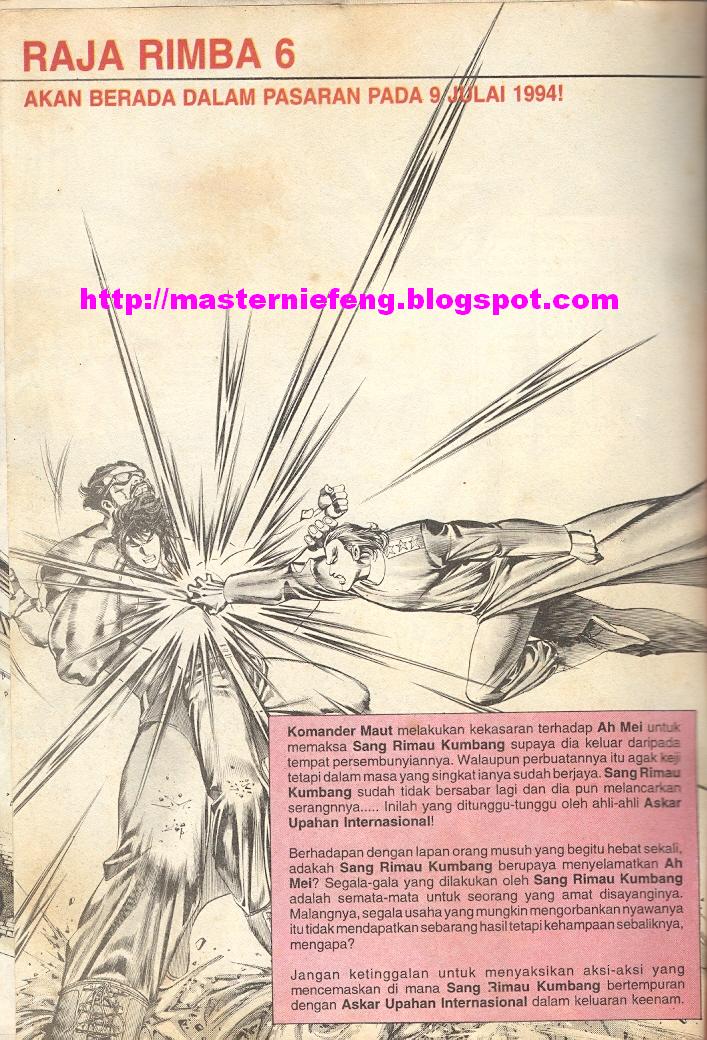 RAJA RIMBA 6
AKAN BERADA DALAM PASARAN PADA 9 JULAI 1994!
http://masterniefeng.blogspot.com
Komander Maut melakukan kekasaran terhadap Ah Mei untuk
memaksa Sang Rimau Kumbang supaya dia keluar daripada
tempat persembunyiannya. Walaupun perbuatannya itu agak keji
tetapi dalam masa yang singkat ianya sudah berjaya. Sang Rimau
Kumbang sudah tidak bersabar lagi dan dia pun melancarkan
serangnnya..... Inilah yang ditunggu-tunggu oleh ahli-ahli Askar
Upahan Internasional!
Berhadapan dengan lapan orang musuh yang begitu hebat sekali,
adakah Sang Rimau Kumbang berupaya menyelamatkan Ah
Mei? Segala-gala yang dilakukan oleh Sang Rimau Kumbang
adalah semata-mata untuk seorang yang amat disayanginya.
Malangnya, segala usaha yang mungkin mengorbankan nyawanya
itu tidak mendapatkan sebarang hasil tetapi kehampaan sebaliknya,
mengapa?
Jangan ketinggalan untuk menyaksikan aksi-aksi yang
mencemaskan di mana Sang Rimau Kumbang bertempuran
dengan Askar Upahan Internasional dalam keluaran keenam.